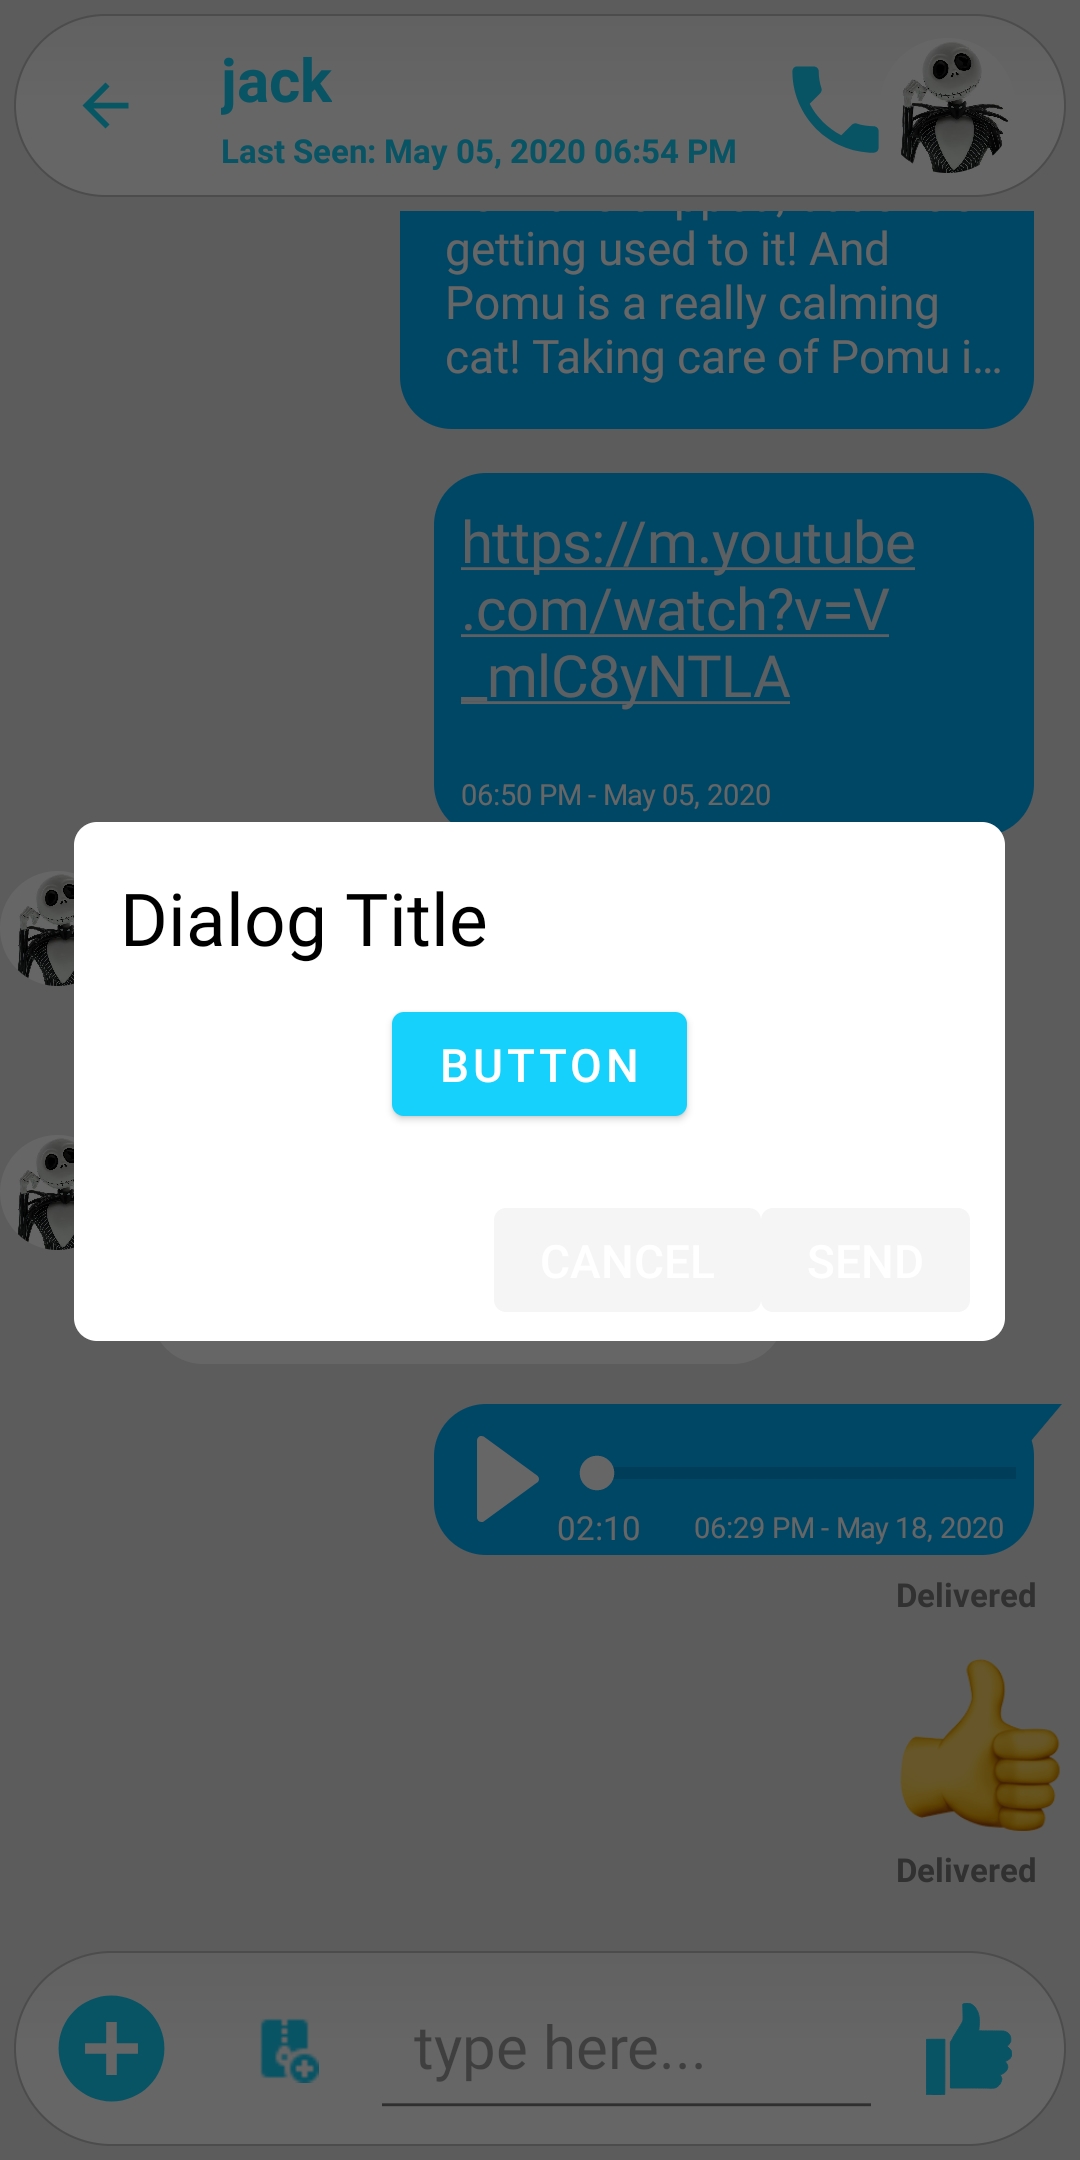 jack
Last Seen: May 05, 2020 06:54 PM
getting used to it! And
Pomu is a really calming
cat! Taking care of Pomu i...
https://m.youtube
.com/watch?v=V
_mlC8yNTLA
06:50 PM - May 05, 2020
Dialog Title
BUTTON
CANCEL SEND
02:10 06:29 PM - May 18, 2020
Delivered
Delivered
type here...